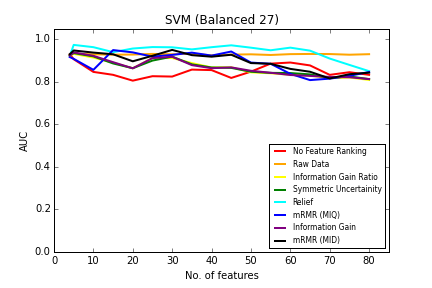 SVM (Balanced 27)
1.0
0.8
0.6
0.4
0.2
0.0
AUC
0 10 20 30 40 50 60 70 80
No. of features
No Feature Ranking
Raw Data
Information Gain Ratio
Symmetric Uncertainity
Relief
mRMR (MIQ)
Information Gain
mRMR (MID)